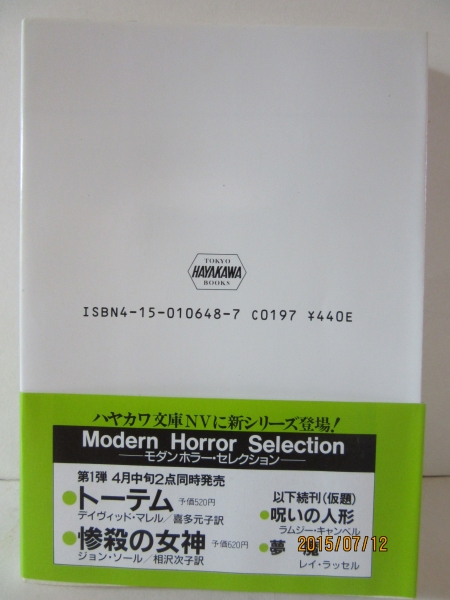 TOKYO
HAYAKAWA
BOOKS
ISBN4-15-010648-7 C0197 ¥440E
ハヤカワ文庫NVに新シリーズ登場!
Modern Horror Selection
モダンホラー・セレクション
第1弾 4月中旬2点同時発売
●トーテム 予価520円
デイヴィッド・マレル/喜多元子訳
●惨殺の女神 予価620円
ジョン・ソール/相沢次子訳
以下続刊(仮題)
●呪いの人形
ラムジー・キャンベル
●夢
レイ・ラッセル
2015/07/12